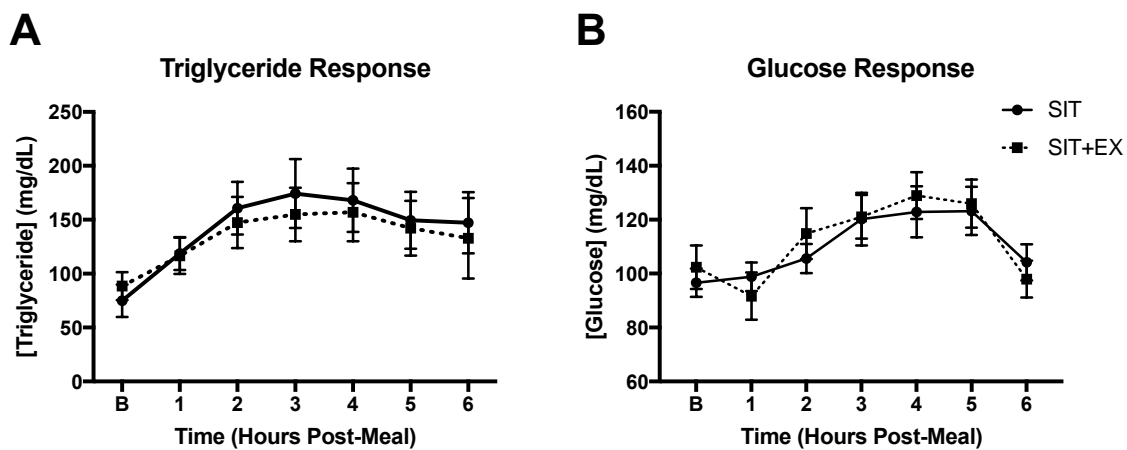 A
Triglyceride Response
[Triglyceride] (mg/dL)
250
200
150
100
50
0
B 1 2 3 4 5 6
Time (Hours Post-Meal)
B
Glucose Response
[Glucose] (mg/dL)
160
140
120
100
80
60
B 1 2 3 4 5 6
Time (Hours Post-Meal)
SIT
SIT+EX